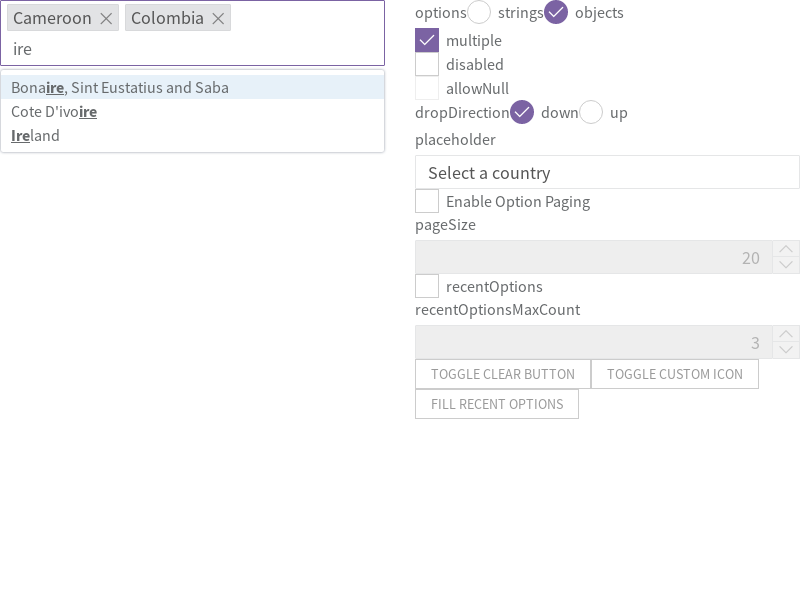 Cameroon Colombia
ire
Bonaire, Sint Eustatius and Saba
Cote D'ivoire
Ireland
options strings objects
multiple
disabled
allowNull
dropDirection down up
placeholder
Select a country
Enable Option Paging
pageSize
20
recentOptions
recentOptionsMaxCount
3
TOGGLE CLEAR BUTTON TOGGLE CUSTOM ICON
FILL RECENT OPTIONS